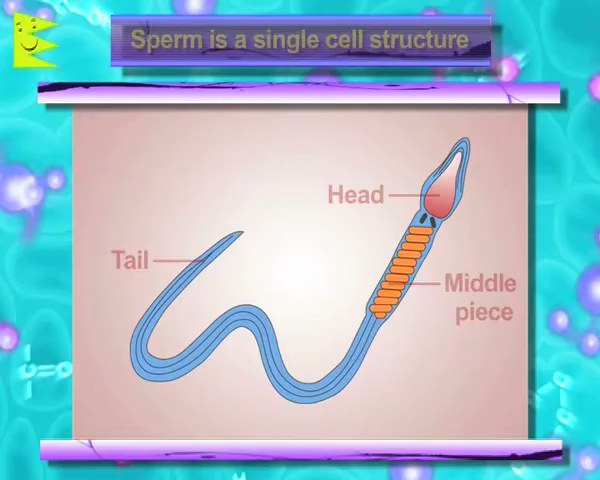 Sperm is a single cell structure
Head
Tail
Middle
piece